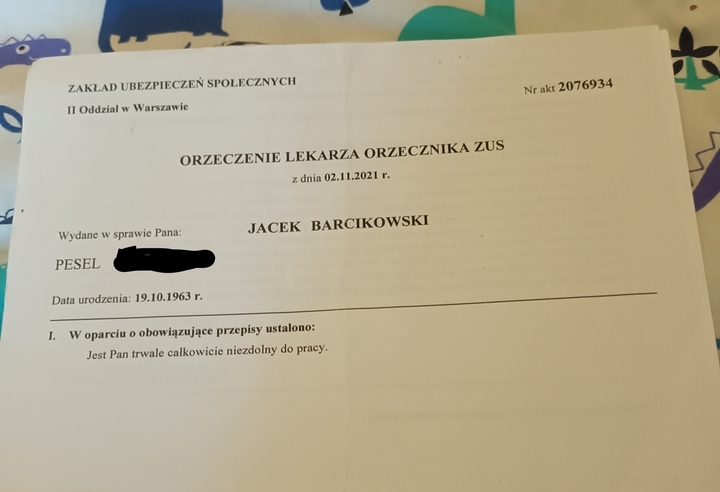 ZAKŁAD UBEZPIECZEŃ SPOŁECZNYCH
II Oddział w Warszawie
Nr akt 2076934
ORZECZENIE LEKARZA ORZECZNIKA ZUS
z dnia 02.11.2021 r.
Wydane w sprawie Pana: JACEK BARCIKOWSKI
PESEL
Data urodzenia: 19.10.1963 r.
I. W oparciu o obowiązujące przepisy ustalono:
Jest Pan trwale całkowicie niezdolny do pracy.